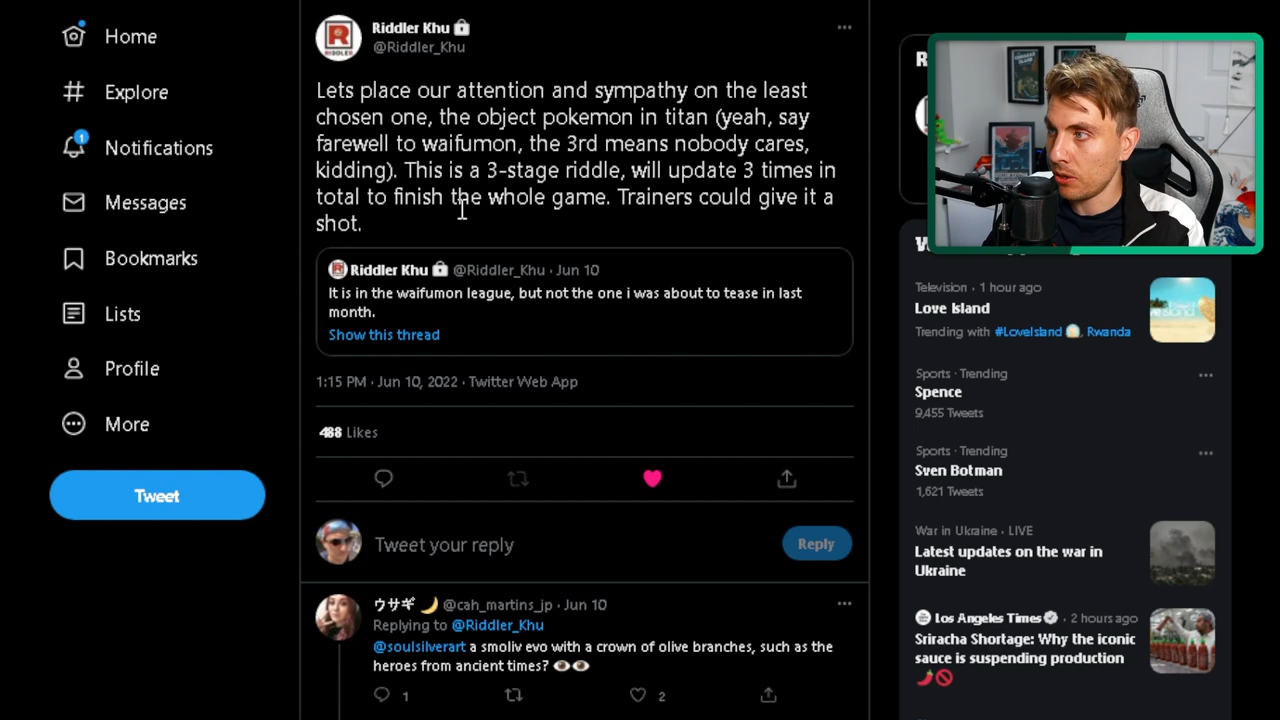 Home
Explore
1
Notifications
Messages
Bookmarks
Lists
Profile
More
Tweet
RIDDLER
Riddler Khu
@Riddler_Khu
Lets place our attention and sympathy on the least
chosen one, the object pokemon in titan (yeah, say
farewell to waifumon, the 3rd means nobody cares,
kidding). This is a 3-stage riddle, will update 3 times in
total to finish the whole game. Trainers could give it a
shot.
Riddler Khu @Riddler_Khu · Jun 10
It is in the waifumon league, but not the one i was about to tease in last
month.
Show this thread
1:15 PM · Jun 10, 2022 · Twitter Web App
488 Likes
Tweet your reply
Reply
ウサギ 🌙 @cah_martins_jp · Jun 10
Replying to @Riddler_Khu
@soulsilverart a smoliv evo with a crown of olive branches, such as the
heroes from ancient times? 👁️👁️
1
2
Television · 1 hour ago
Love Island
Trending with #LoveIsland , Rwanda
Sports · Trending
Spence
9,455 Tweets
Sports · Trending
Sven Botman
1,621 Tweets
War in Ukraine · LIVE
Latest updates on the war in
Ukraine
Los Angeles Times · 2 hours ago
Sriracha Shortage: Why the iconic
sauce is suspending production
🌶️🚫